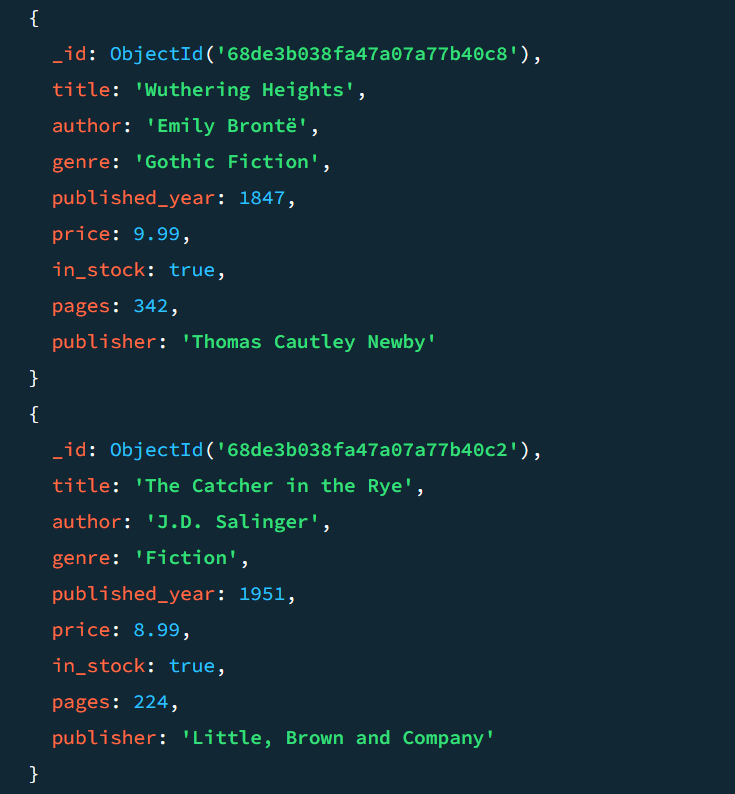 {
_id: ObjectId('68de3b038fa47a07a77b40c8'),
title: 'Wuthering Heights',
author: 'Emily Brontë',
genre: 'Gothic Fiction',
published_year: 1847,
price: 9.99,
in_stock: true,
pages: 342,
publisher: 'Thomas Cautley Newby'
}
{
_id: ObjectId('68de3b038fa47a07a77b40c2'),
title: 'The Catcher in the Rye',
author: 'J.D. Salinger',
genre: 'Fiction',
published_year: 1951,
price: 8.99,
in_stock: true,
pages: 224,
publisher: 'Little, Brown and Company'
}